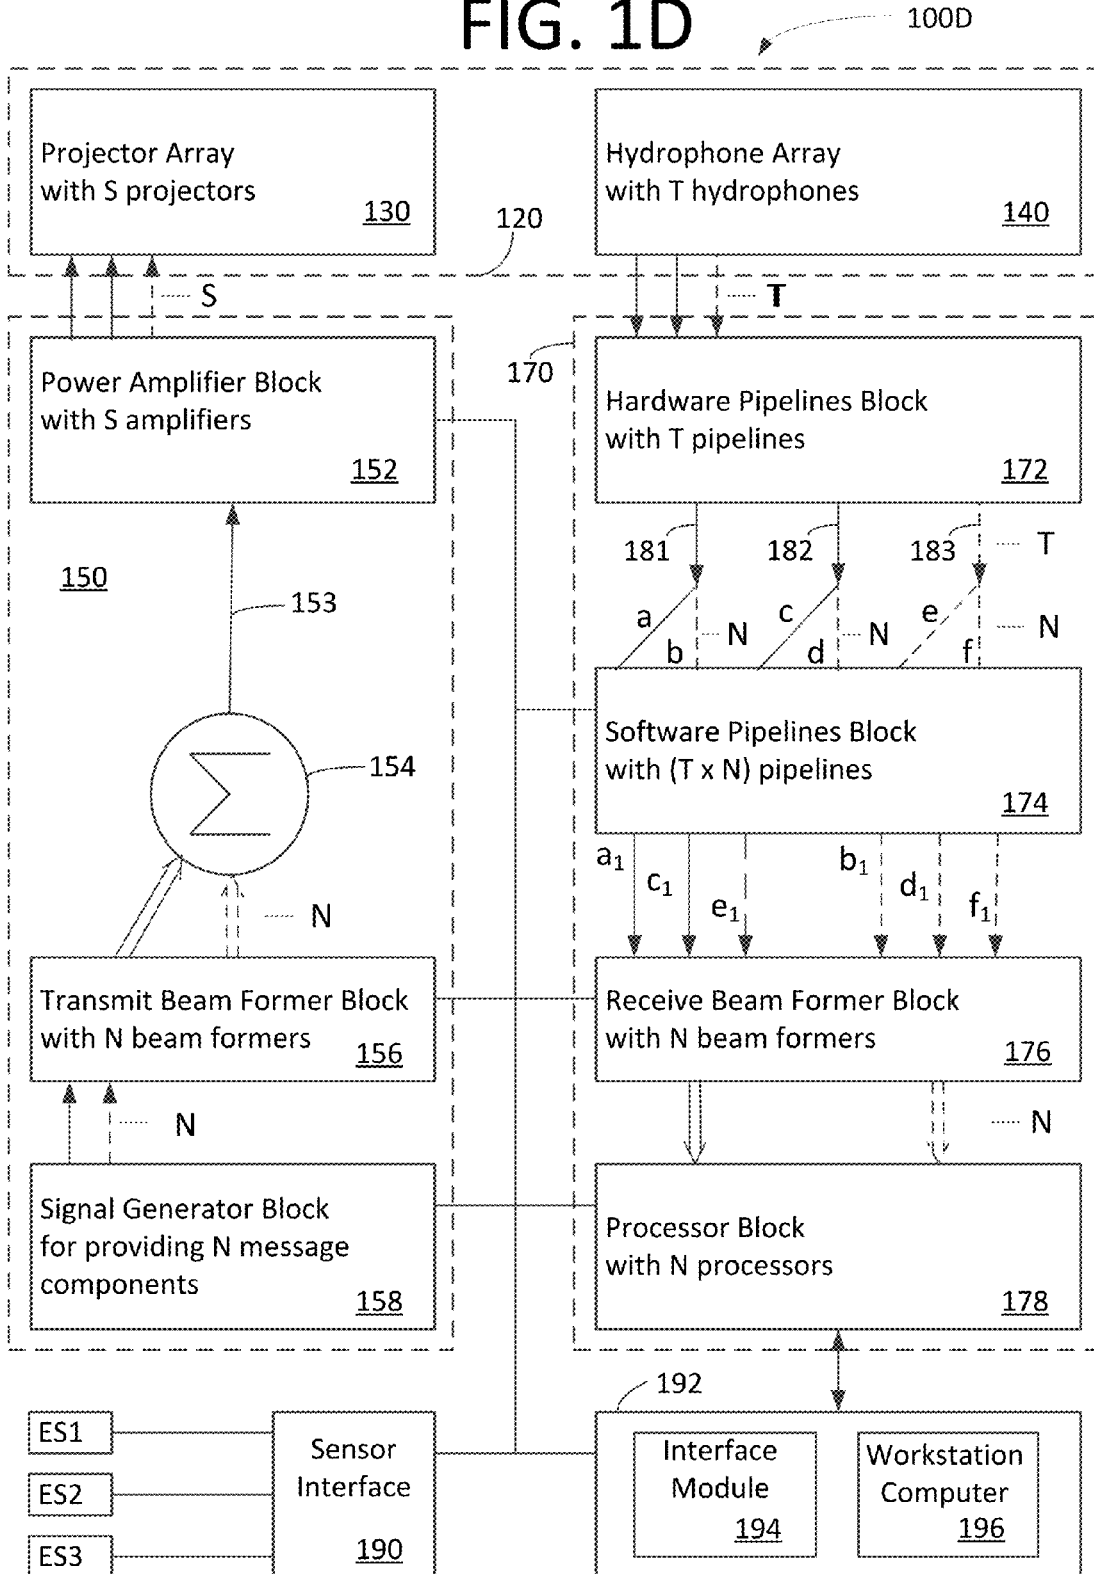 FIG. 1D
100D
Projector Array
with S projectors
130
Hydrophone Array
with T hydrophones
140
120
S
T
170
Power Amplifier Block
with S amplifiers
152
Hardware Pipelines Block
with T pipelines
172
150
153
154
Σ
181
182
183
T
a
b
N
c
d
N
e
f
N
Software Pipelines Block
with (T x N) pipelines
174
a1
c1
e1
b1
d1
f1
N
Transmit Beam Former Block
with N beam formers
156
Receive Beam Former Block
with N beam formers
176
N
N
Signal Generator Block
for providing N message
components
158
Processor Block
with N processors
178
192
ES1
ES2
ES3
Sensor
Interface
190
Interface
Module
194
Workstation
Computer
196